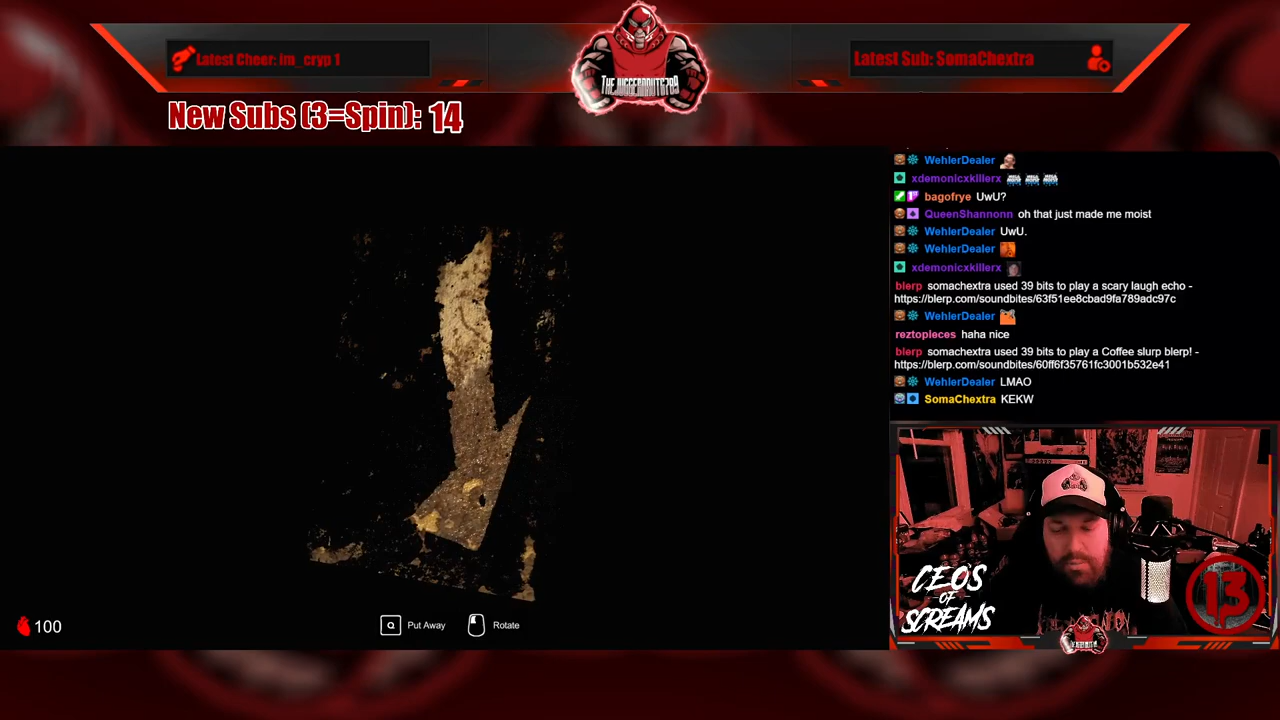 Latest Cheer: im_cryp 1
THEJUGGERNAUT6789
Latest Sub: SomaChextra
New Subs (3=Spin): 14
WehlerDealer
xdemonicxkillerx
bagofrye UwU?
QueenShannonn oh that just made me moist
WehlerDealer UwU.
WehlerDealer
xdemonicxkillerx
blerp somachextra used 39 bits to play a scary laugh echo -
https://blerp.com/soundbites/63f51ee8cbad9fa789adc97c
WehlerDealer
reztopieces haha nice
blerp somachextra used 39 bits to play a Coffee slurp blerp! -
https://blerp.com/soundbites/60ff6f35761fc3001b532e41
WehlerDealer LMAO
SomaChextra KEKW
CEOS
OF
SCREAMS
13
100
Q Put Away
Rotate